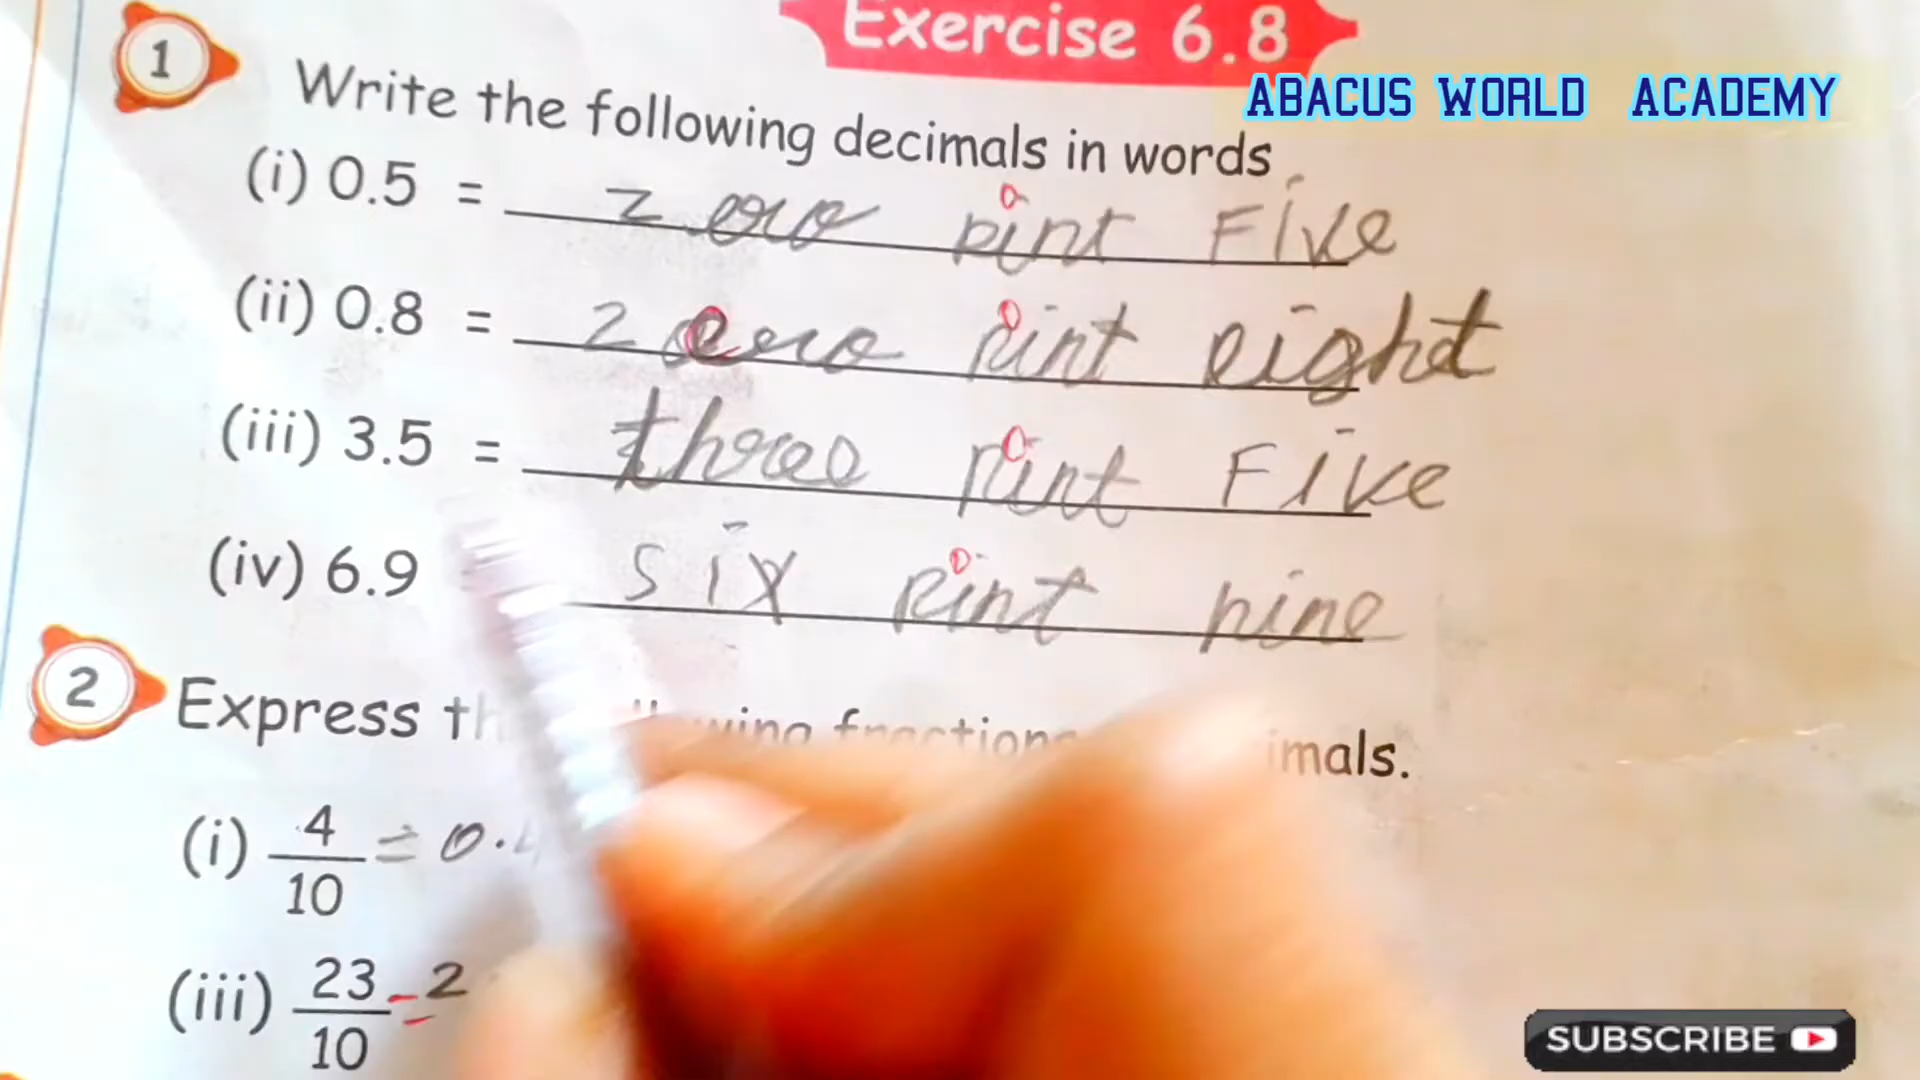 Exercise 6.8
ABACUS WORLD ACADEMY
1 Write the following decimals in words
(i) 0.5 = zero point Five
(ii) 0.8 = zero point eight
(iii) 3.5 = three point Five
(iv) 6.9 six point nine
2 Express imals.
(i) 4/10 = 0.
(iii) 23/10 = 2
SUBSCRIBE